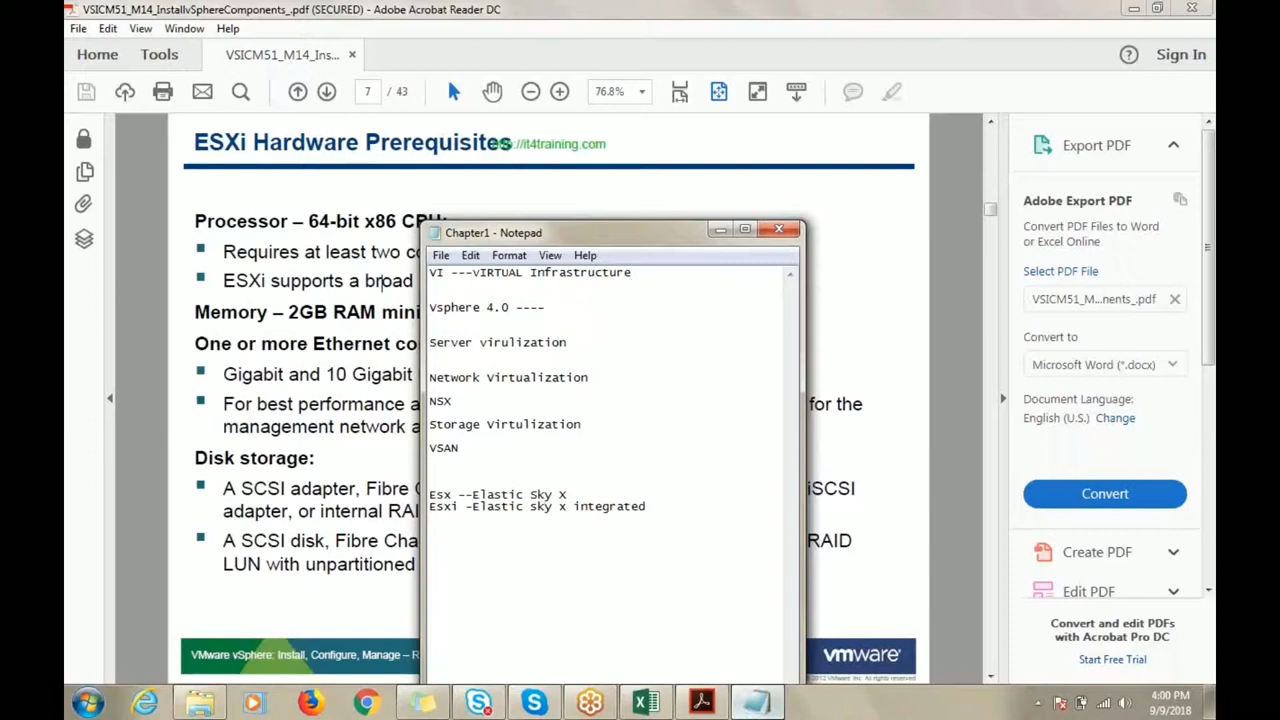 VSICM51_M14_InstallvSphereComponents_.pdf (SECURED) - Adobe Acrobat Reader DC
File Edit View Window Help
Home Tools VSICM51_M14_Ins... × Sign In
7 / 43 76.8%
ESXi Hardware Prerequisites
://it4training.com
Processor – 64-bit x86 CPU:
Requires at least two
ESXi supports a broad
Memory – 2GB RAM
One or more Ethernet
Gigabit and 10 Gigabit
For best performance for the
management network
Disk storage:
A SCSI adapter, Fibre iSCSI
adapter, or internal RAID
A SCSI disk, Fibre RAID
LUN with unpartitioned
VMware vSphere: Install, Configure, Manage –
vmware
© 2012 VMware Inc. All rights reserved
Chapter1 - Notepad
File Edit Format View Help
VI ---VIRTUAL Infrastructure
Vsphere 4.0 ----
Server virulization
Network Virtualization
NSX
Storage Virtulization
VSAN
Esx --Elastic Sky X
Esxi -Elastic sky x integrated
Export PDF
Adobe Export PDF
Convert PDF Files to Word
or Excel Online
Select PDF File
VSICM51_M...nents_.pdf ×
Convert to
Microsoft Word (*.docx)
Document Language:
English (U.S.) Change
Convert
Create PDF
Edit PDF
Convert and edit PDFs
with Acrobat Pro DC
Start Free Trial
4:00 PM
9/9/2018